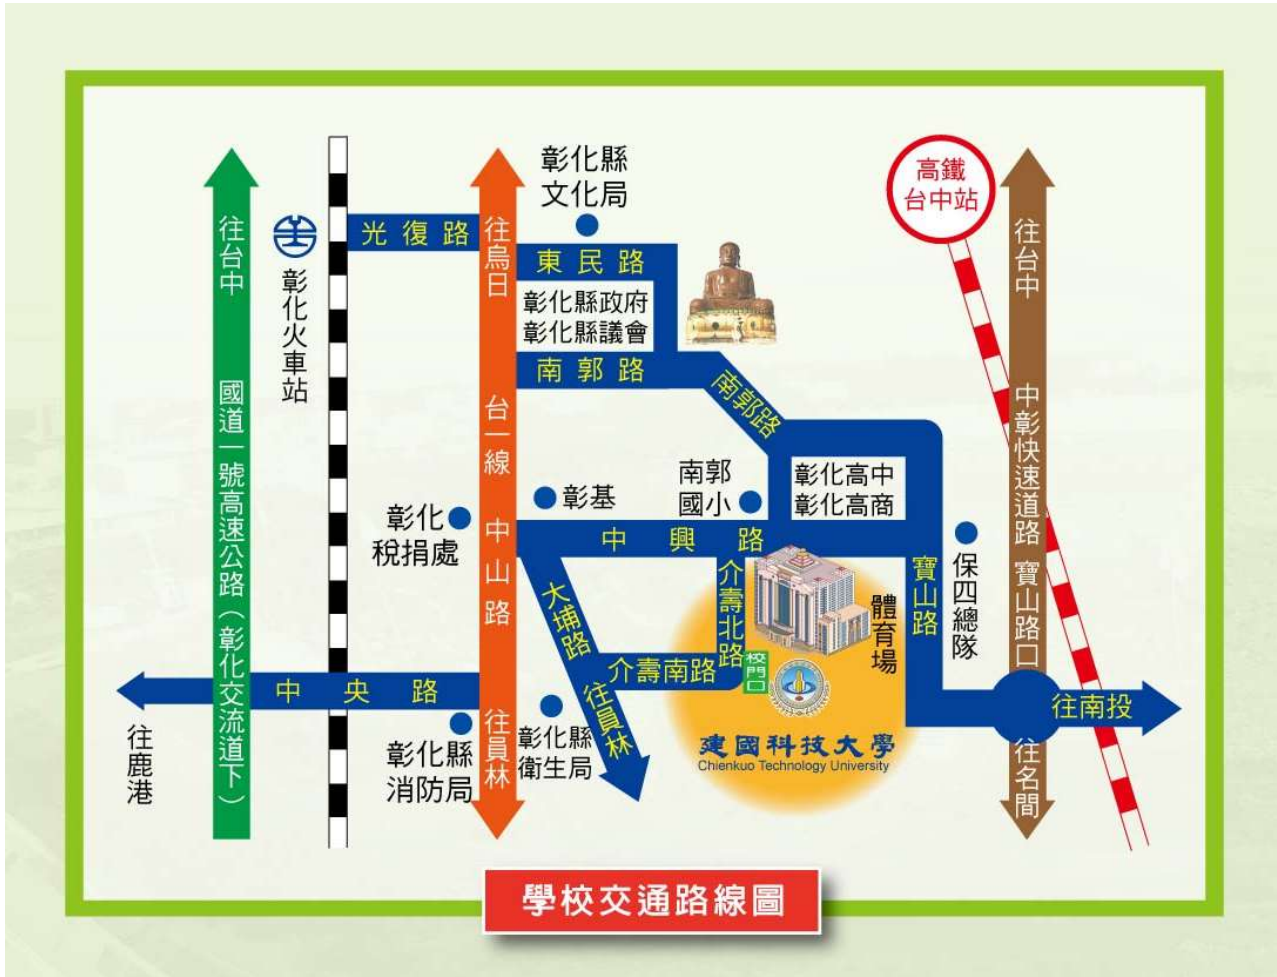 往台中
國道一號高速公路（彰化交流道下）
彰化火車站
光復路
往烏日
台一線
中山路
往員林
彰化縣
文化局
東民路
彰化縣政府
彰化縣議會
南郭路
南郭路
高鐵
台中站
往台中
中彰快速道路
寶山路口
往名間
彰化
稅捐處
彰基
南郭
國小
彰化高中
彰化高商
中興路
大埔路
往員林
介壽北路
介壽南路
校門口
體育場
寶山路
保四總隊
中央路
往鹿港
彰化縣
消防局
彰化縣
衛生局
往南投
建國科技大學
Chienkuo Technology University
學校交通路線圖